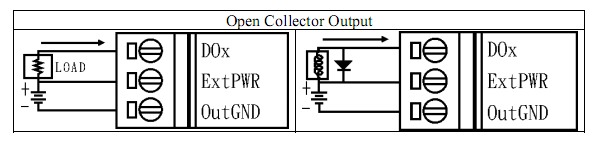 Open Collector Output
DOx
LOAD
ExtPWR
+
-
OutGND
DOx
ExtPWR
+
-
OutGND